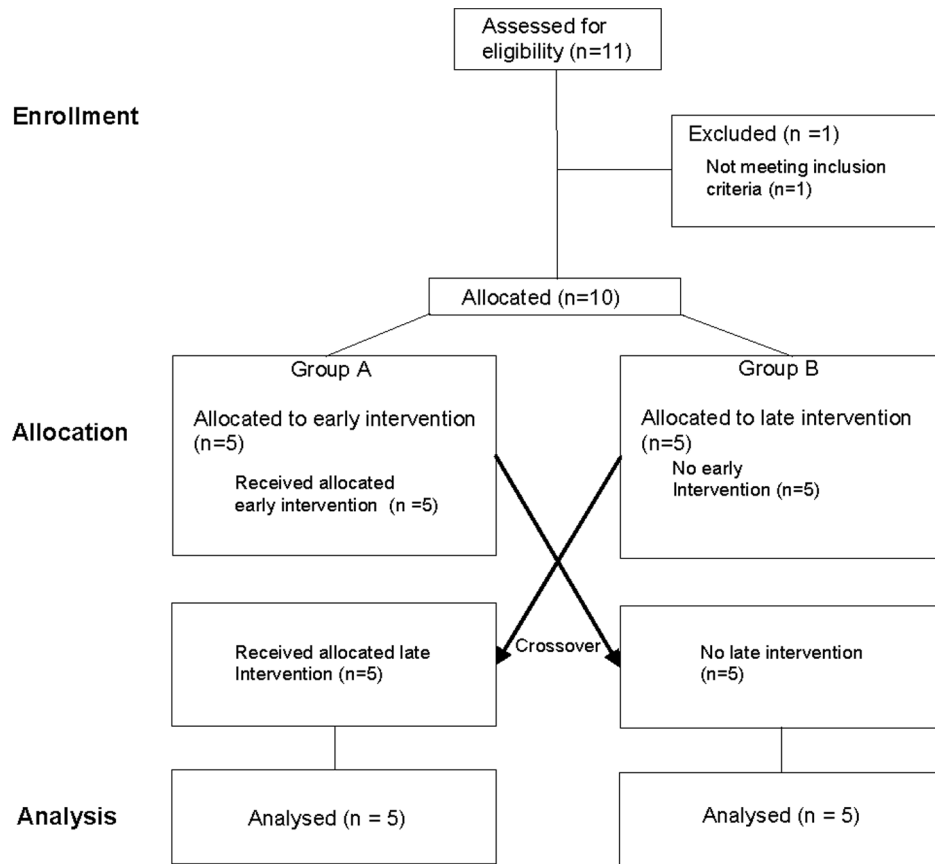 Assessed for
eligibility (n=11)
Enrollment
Excluded (n =1)
Not meeting inclusion
criteria (n=1)
Allocated (n=10)
Group A
Group B
Allocation
Allocated to early intervention
(n=5)
Received allocated
early intervention (n =5)
Allocated to late intervention
(n=5)
No early
Intervention (n=5)
Received allocated late
Intervention (n=5)
Crossover
No late intervention
(n=5)
Analysis
Analysed (n = 5)
Analysed (n = 5)